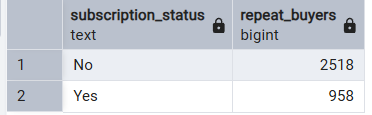 subscription_status repeat_buyers
text bigint
1 No 2518
2 Yes 958